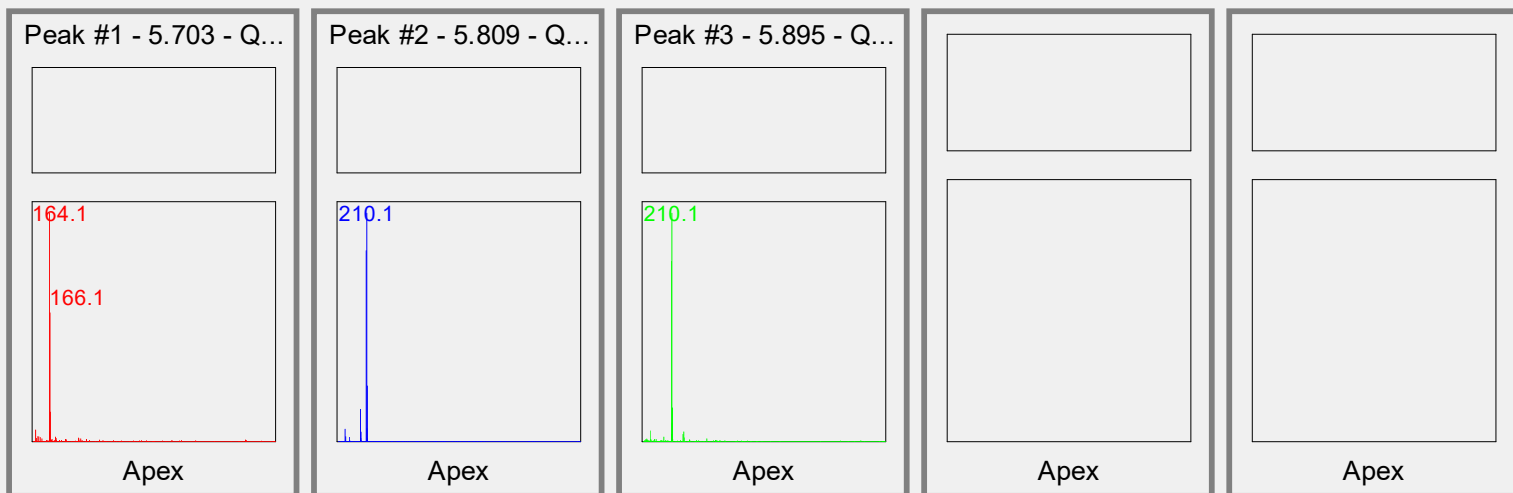 Peak #1 - 5.703 - Q...
Peak #2 - 5.809 - Q...
Peak #3 - 5.895 - Q...
164.1
166.1
210.1
210.1
Apex
Apex
Apex
Apex
Apex